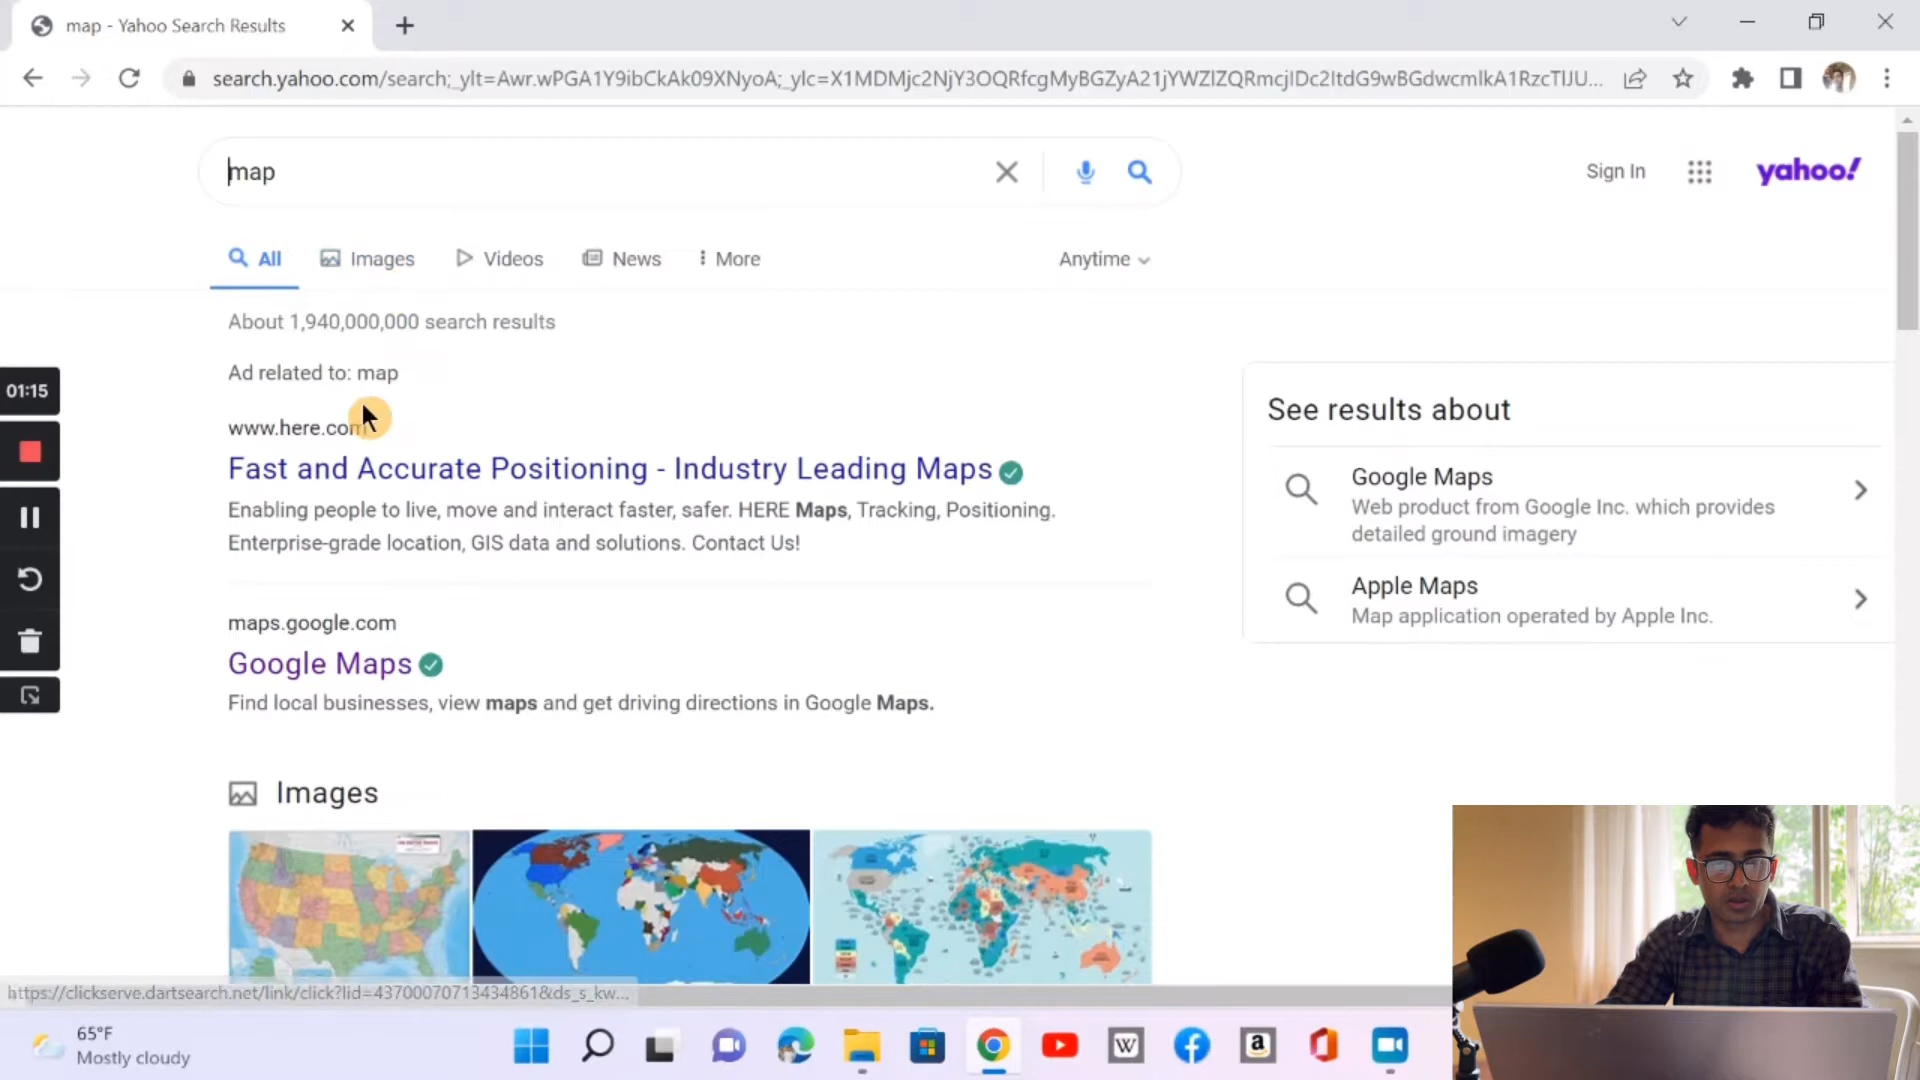 map - Yahoo Search Results
search.yahoo.com/search;_ylt=Awr.wPGA1Y9ibCkAk09XNyoA;_ylc=X1MDMjc2NjY3OQRfcgMyBGZyA21jYWZlZQRmcjIDc2ItdG9wBGdwcmlkA1RzcTlJU...
map
Sign In
yahoo!
All
Images
Videos
News
More
Anytime
About 1,940,000,000 search results
Ad related to: map
01:15
www.here.com
Fast and Accurate Positioning - Industry Leading Maps
Enabling people to live, move and interact faster, safer. HERE Maps, Tracking, Positioning.
Enterprise-grade location, GIS data and solutions. Contact Us!
maps.google.com
Google Maps
Find local businesses, view maps and get driving directions in Google Maps.
Images
See results about
Google Maps
Web product from Google Inc. which provides
detailed ground imagery
Apple Maps
Map application operated by Apple Inc.
https://clickserve.dartsearch.net/link/click?lid=43700070713434861&ds_s_kw...
65°F
Mostly cloudy
W
a